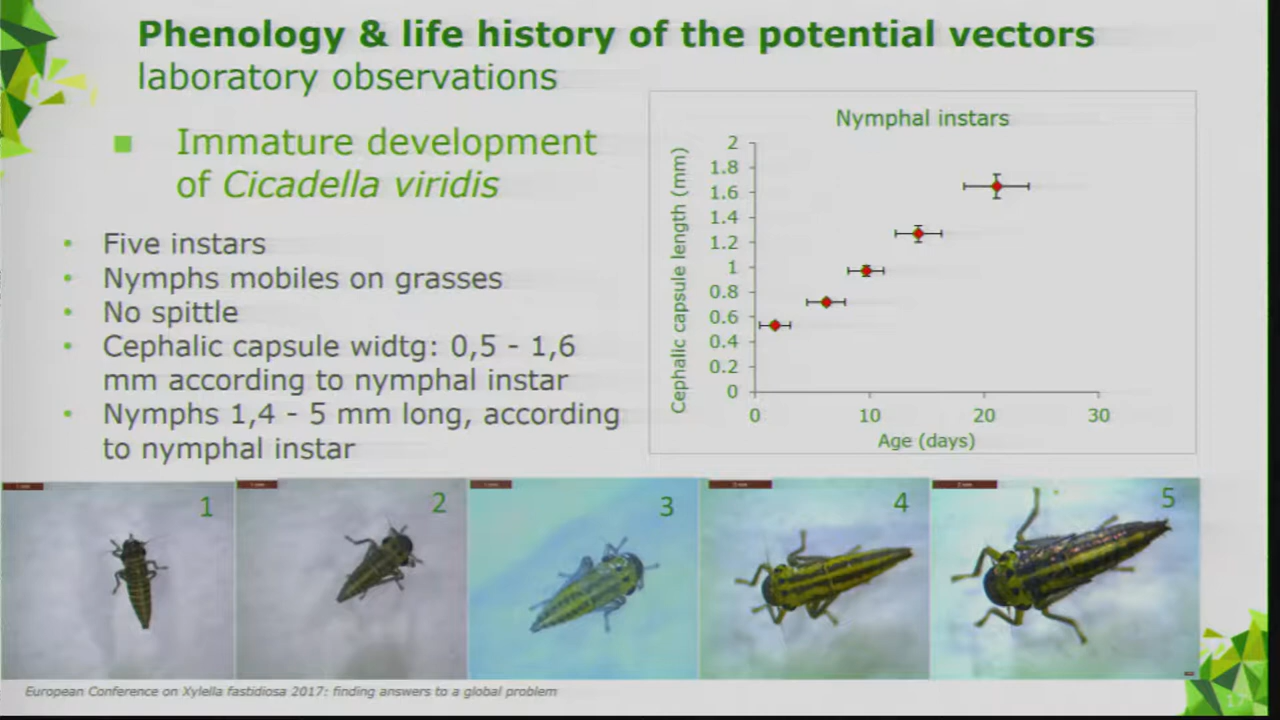 Phenology & life history of the potential vectors
laboratory observations
Immature development
of Cicadella viridis
• Five instars
• Nymphs mobiles on grasses
• No spittle
• Cephalic capsule widtg: 0,5 - 1,6
mm according to nymphal instar
• Nymphs 1,4 - 5 mm long, according
to nymphal instar
Nymphal instars
Cephalic capsule length (mm)
2
1.8
1.6
1.4
1.2
1
0.8
0.6
0.4
0.2
0
0 10 20 30
Age (days)
1 2 3 4 5
European Conference on Xylella fastidiosa 2017: finding answers to a global problem
17